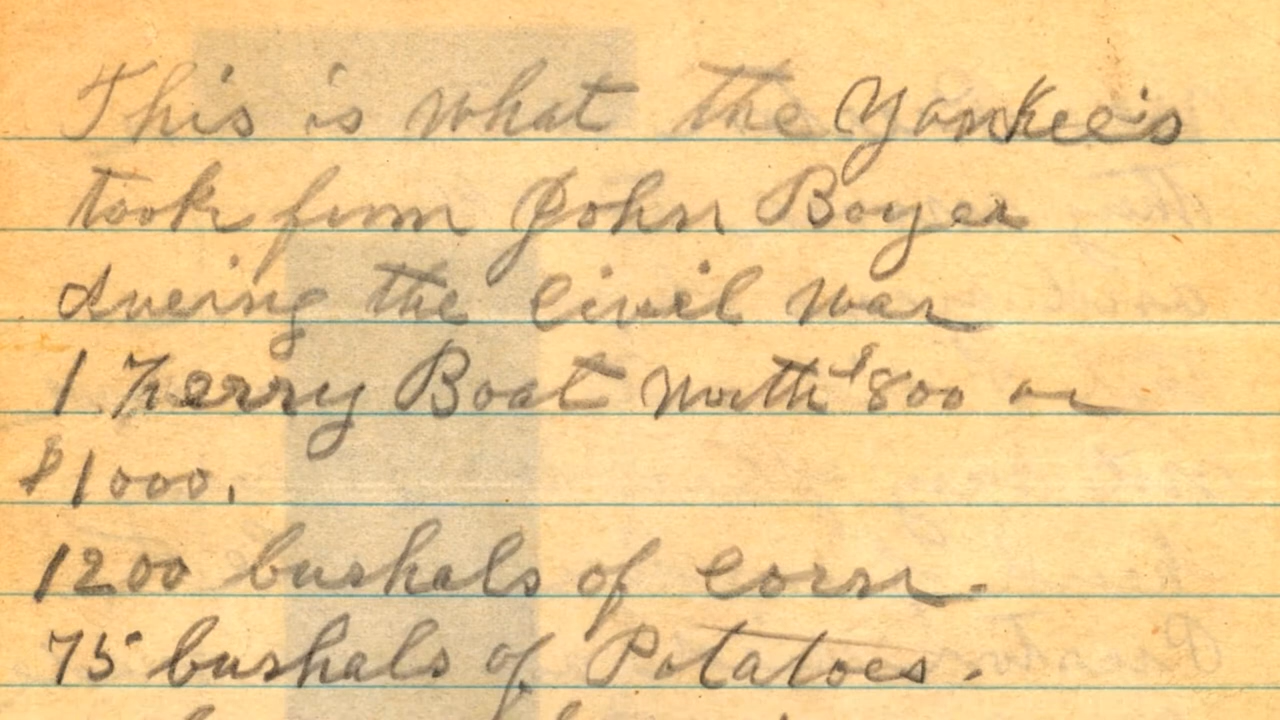 This is what the Yankee's
took from John Boyer
dueing the Civil war
1 Ferry Boat worth $800 or
$1000.
1200 bushals of Corn.
75 bushals of Potatoes.